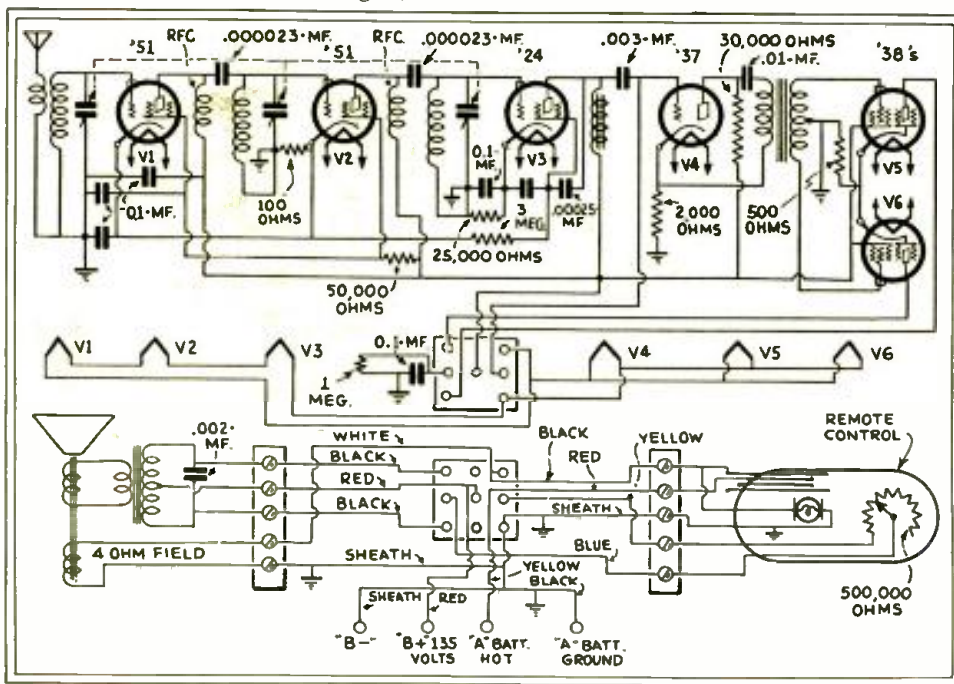 '51
RFC.
.000023·MF.
'51
RFC.
.000023·MF.
'24
.003·MF.
'37
30,000 OHMS
.01·MF.
'38's
V1
V2
V3
V4
V5
V6
0.1·MF.
100 OHMS
0.1·MF.
3 MEG.
.00025 MF
25,000 OHMS
50,000 OHMS
2,000 OHMS
500 OHMS
V1
V2
V3
0.1·MF
1 MEG.
V4
V5
V6
.002·MF.
WHITE
BLACK
RED
BLACK
4 OHM FIELD
SHEATH
BLACK
RED
YELLOW
SHEATH
BLUE
YELLOW
BLACK
SHEATH
RED
REMOTE CONTROL
500,000 OHMS
"B-"
"B+" 135 VOLTS
"A" BATT. HOT
"A" BATT. GROUND